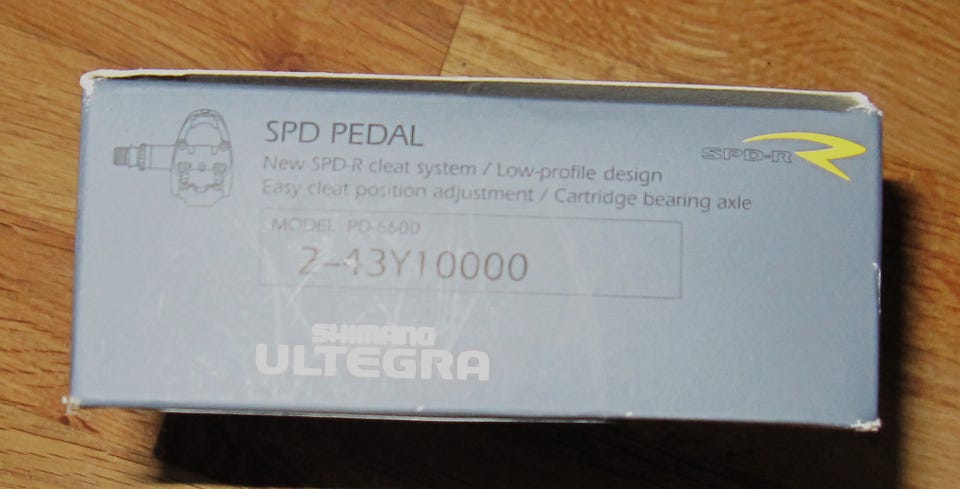 SPD PEDAL
New SPD-R cleat system / Low-profile design
Easy cleat position adjustment / Cartridge bearing axle
SPD-R
MODEL PD-6600
2-43Y10000
SHIMANO
ULTEGRA